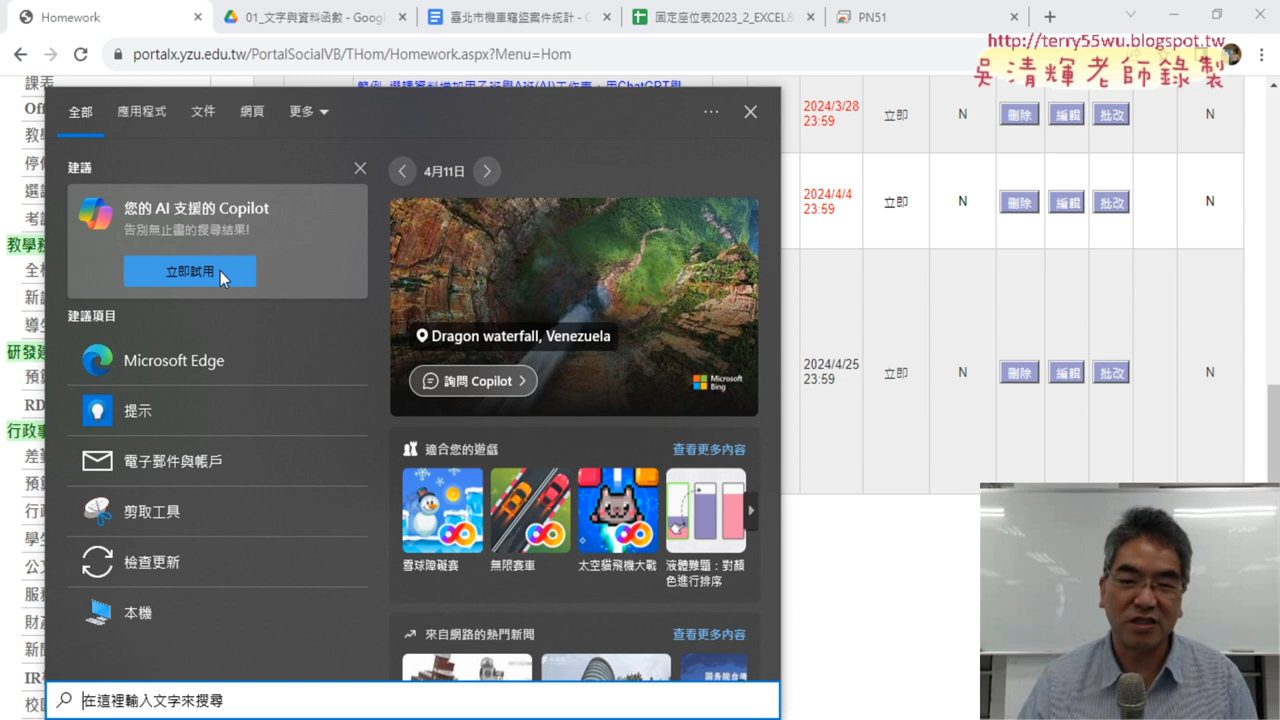 Homework
01_文字與資料函數 - Googl
臺北市機車竊盜案件統計 - G
固定座位表2023_2_EXCEL&
PN51
portalx.yzu.edu.tw/PortalSocialVB/THom/Homework.aspx?Menu=Hom
http://terry55wu.blogspot.tw
吳清輝老師錄製
課表
全部
應用程式
文件
網頁
更多
2024/3/28
23:59
立即
N
刪除
編輯
批改
N
建議
4月11日
您的 AI 支援的 Copilot
告別無止盡的搜尋結果!
立即試用
2024/4/4
23:59
立即
N
刪除
編輯
批改
N
建議項目
Dragon waterfall, Venezuela
Microsoft Edge
詢問 Copilot
Microsoft
Bing
2024/4/25
23:59
立即
N
刪除
編輯
批改
N
提示
適合您的遊戲
查看更多內容
電子郵件與帳戶
剪取工具
雪球障礙賽
無限賽車
太空貓飛機大戰
液體難題：對顏
色進行排序
檢查更新
本機
來自網路的熱門新聞
查看更多內容
在這裡輸入文字來搜尋